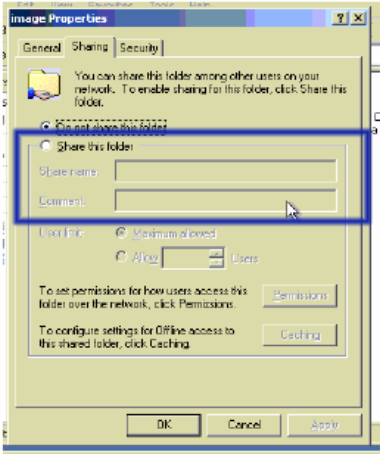 image Properties
General Sharing Security
You can share this folder among other users on your
network. To enable sharing for this folder, click Share this
folder.
Do not share this folder
Share this folder
Share name:
Comment:
User limit:
Maximum allowed
Allow Users
To set permissions for how users access this
folder over the network, click Permissions.
Permissions
To configure settings for Offline access to
this shared folder, click Caching.
Caching
OK Cancel Apply